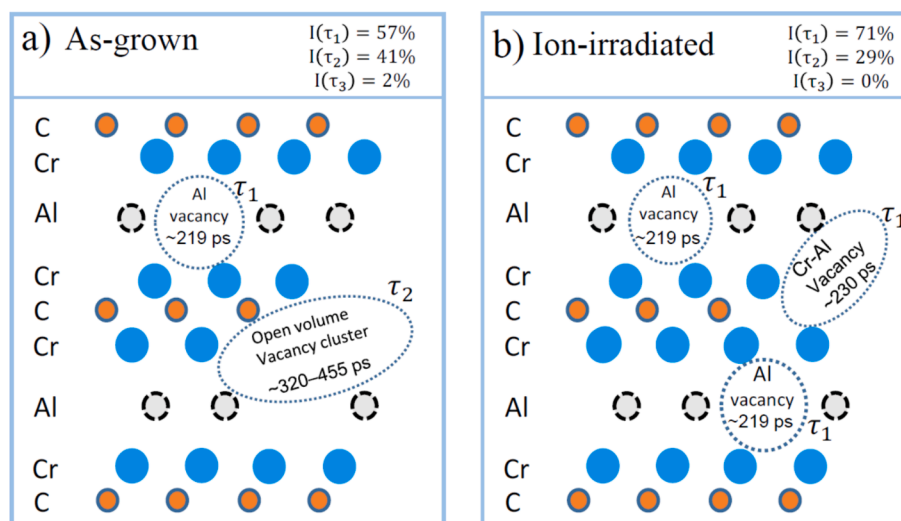 a) As-grown
I(τ₁) = 57%
I(τ₂) = 41%
I(τ₃) = 2%
C
Cr
Al
Cr
C
Cr
Al
Cr
C
Al
vacancy
~219 ps
τ₁
Open volume
Vacancy cluster
~320–455 ps
τ₂
b) Ion-irradiated
I(τ₁) = 71%
I(τ₂) = 29%
I(τ₃) = 0%
C
Cr
Al
Cr
C
Cr
Al
Cr
C
Al
vacancy
~219 ps
τ₁
Cr-Al
Vacancy
~230 ps
τ₁
Al
vacancy
~219 ps
τ₁